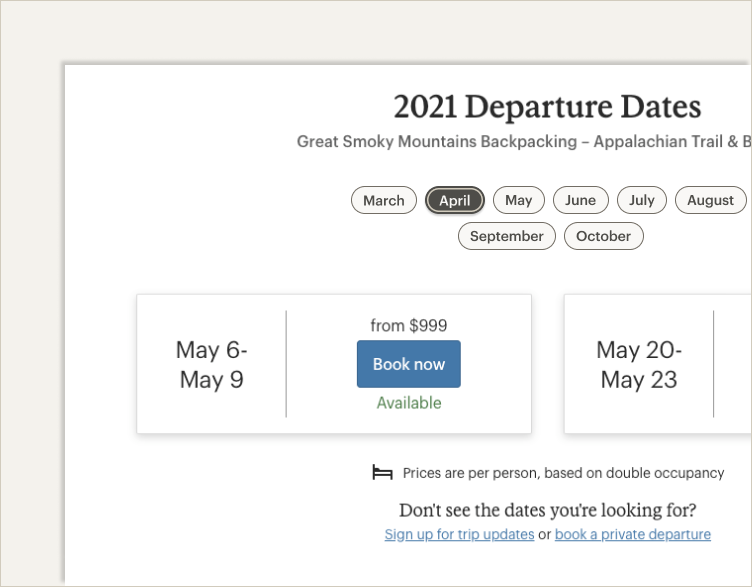 2021 Departure Dates
Great Smoky Mountains Backpacking – Appalachian Trail & B
March April May June July August
September October
May 6-
May 9
from $999
Book now
Available
May 20-
May 23
Prices are per person, based on double occupancy
Don't see the dates you're looking for?
Sign up for trip updates or book a private departure